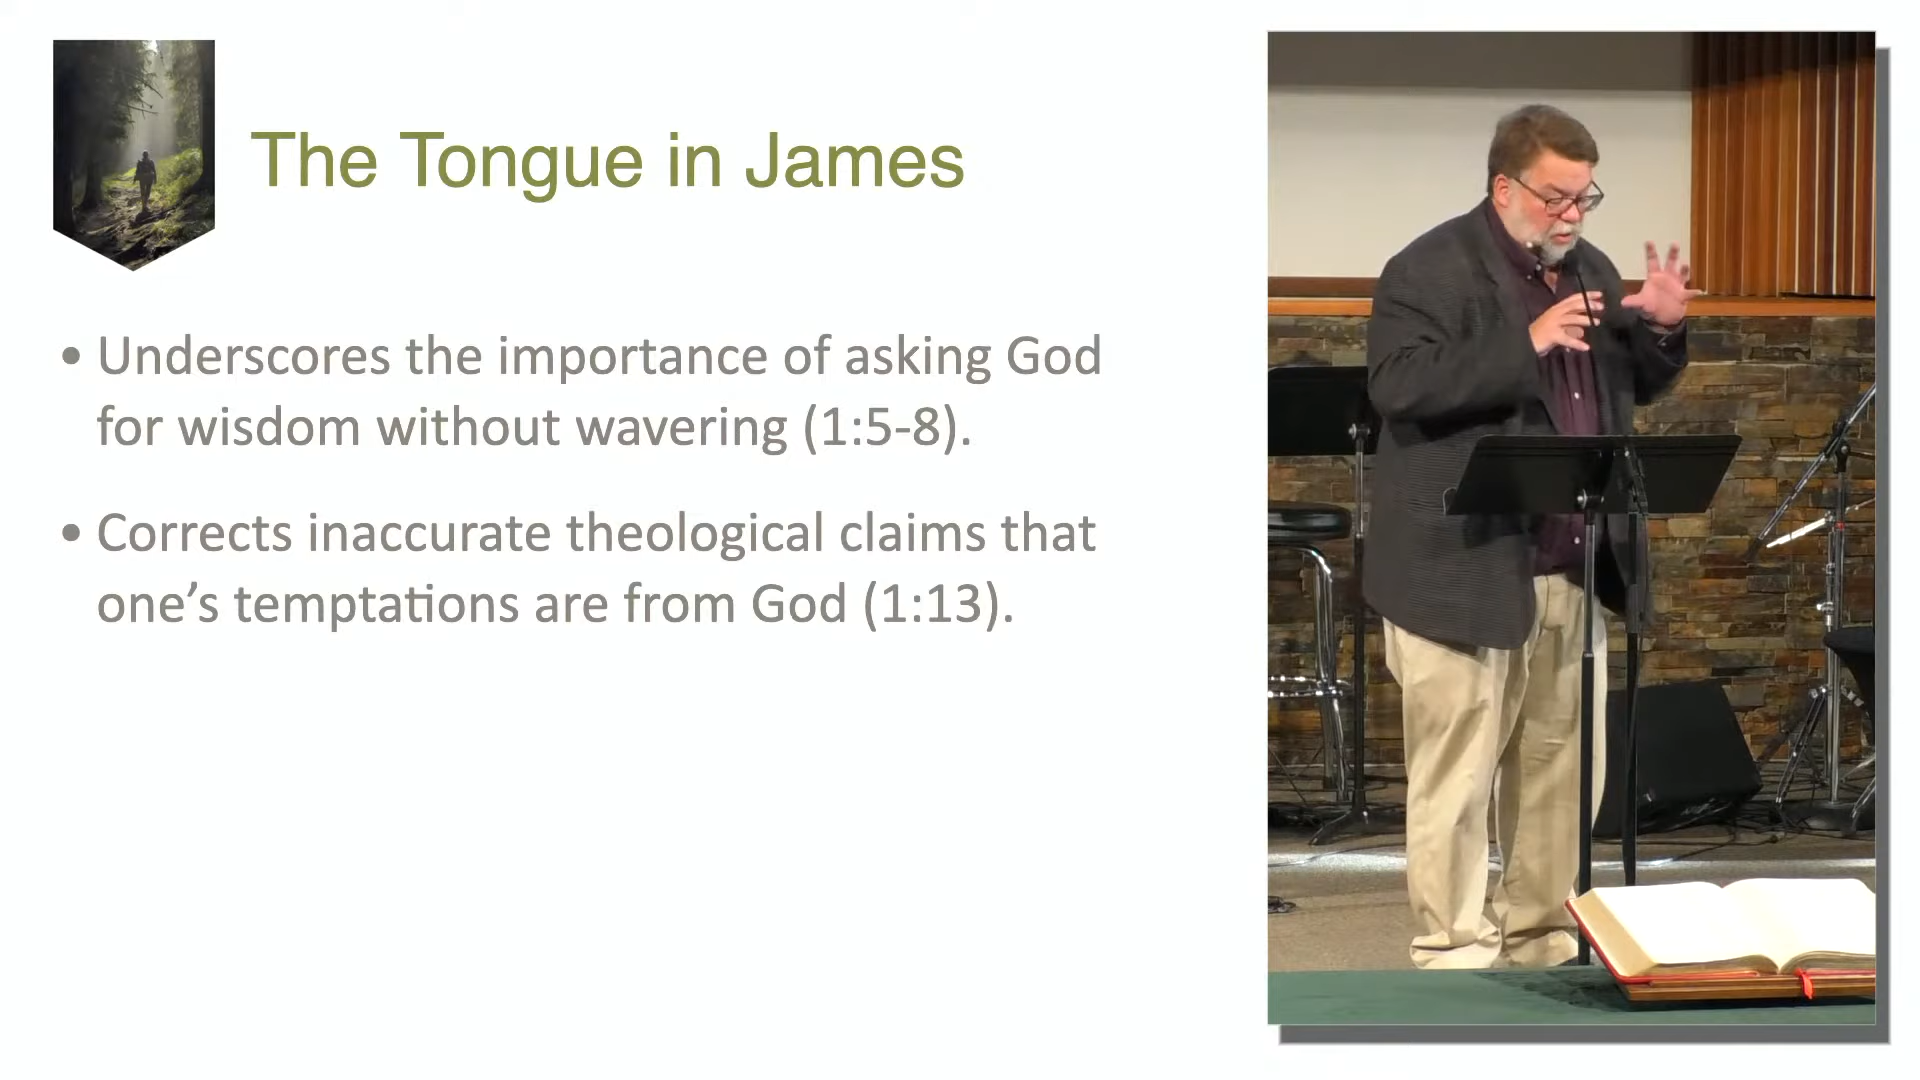 The Tongue in James
• Underscores the importance of asking God
for wisdom without wavering (1:5-8).
• Corrects inaccurate theological claims that
one’s temptations are from God (1:13).